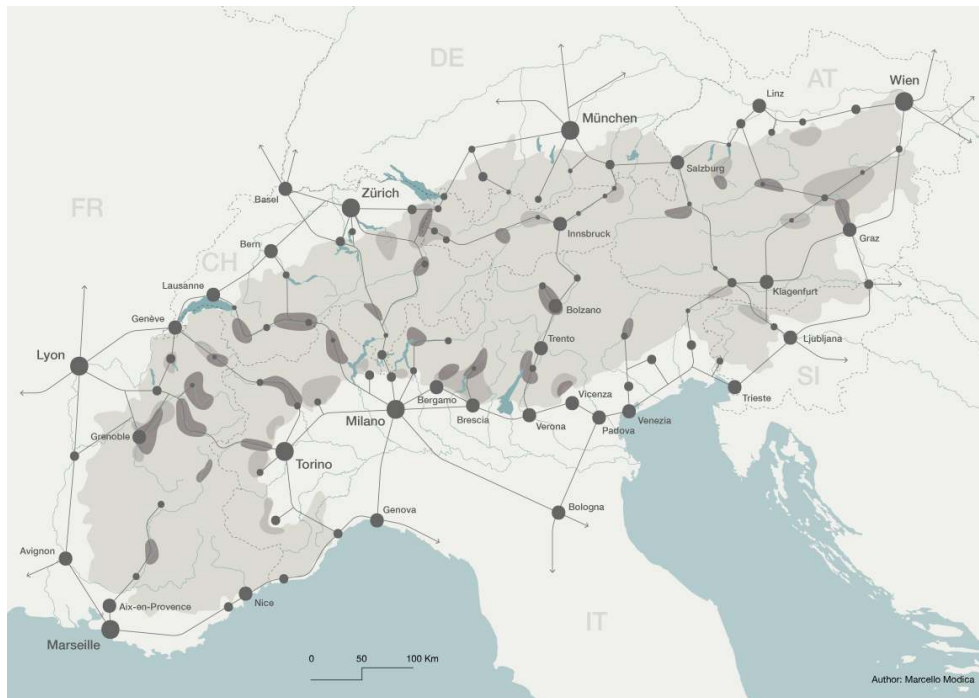 DE
AT
Linz
Wien
München
Salzburg
Basel
Zürich
FR
Innsbruck
Graz
Bern
CH
Lausanne
Klagenfurt
Bolzano
Genève
Ljubljana
Trento
Lyon
SI
Bergamo
Vicenza
Trieste
Milano
Brescia
Verona
Padova
Venezia
Grenoble
Torino
Genova
Bologna
Avignon
Aix-en-Provence
Nice
IT
Marseille
0 50 100 Km
Author: Marcello Modica